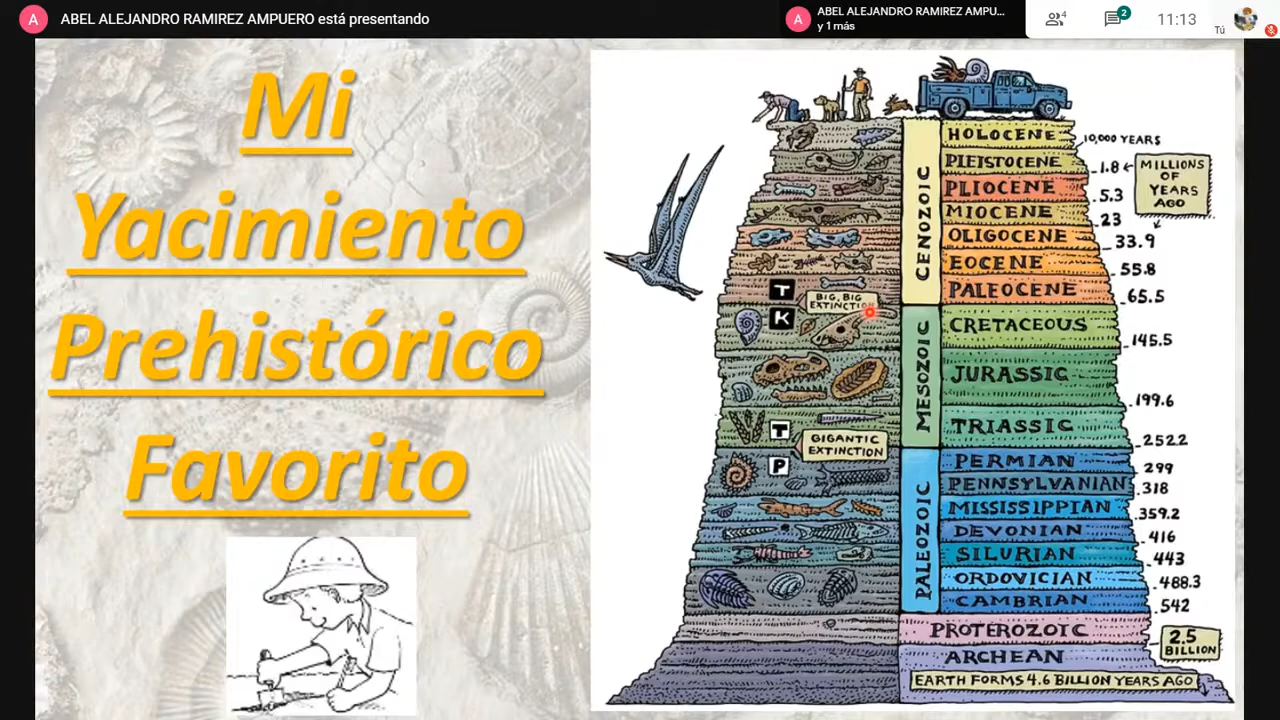 ABEL ALEJANDRO RAMIREZ AMPUERO está presentando
ABEL ALEJANDRO RAMIREZ AMPU...
y 1 más
4
2
11:13
Tú
A
A
Mi
Yacimiento
Prehistórico
Favorito
HOLOCENE
10,000 YEARS
PLEISTOCENE
1.8
MILLIONS
OF
YEARS
AGO
PLIOCENE
5.3
MIOCENE
23
OLIGOCENE
33.9
EOCENE
55.8
PALEOCENE
65.5
CENOZOIC
T
BIG, BIG
EXTINCTION
K
CRETACEOUS
145.5
JURASSIC
199.6
TRIASSIC
252.2
MESOZOIC
T
GIGANTIC
EXTINCTION
P
PERMIAN
299
PENNSYLVANIAN
318
MISSISSIPPIAN
359.2
DEVONIAN
416
SILURIAN
443
ORDOVICIAN
488.3
CAMBRIAN
542
PALEOZOIC
PROTEROZOIC
2.5
BILLION
ARCHEAN
EARTH FORMS 4.6 BILLION YEARS AGO